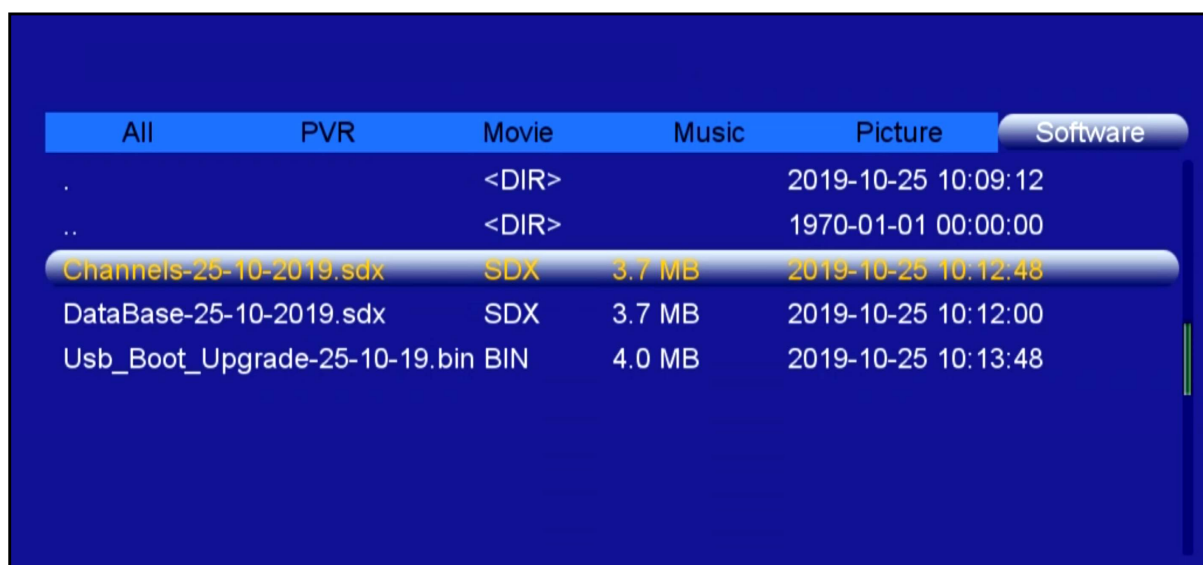 All PVR Movie Music Picture Software
. <DIR> 2019-10-25 10:09:12
.. <DIR> 1970-01-01 00:00:00
Channels-25-10-2019.sdx SDX 3.7 MB 2019-10-25 10:12:48
DataBase-25-10-2019.sdx SDX 3.7 MB 2019-10-25 10:12:00
Usb_Boot_Upgrade-25-10-19.bin BIN 4.0 MB 2019-10-25 10:13:48